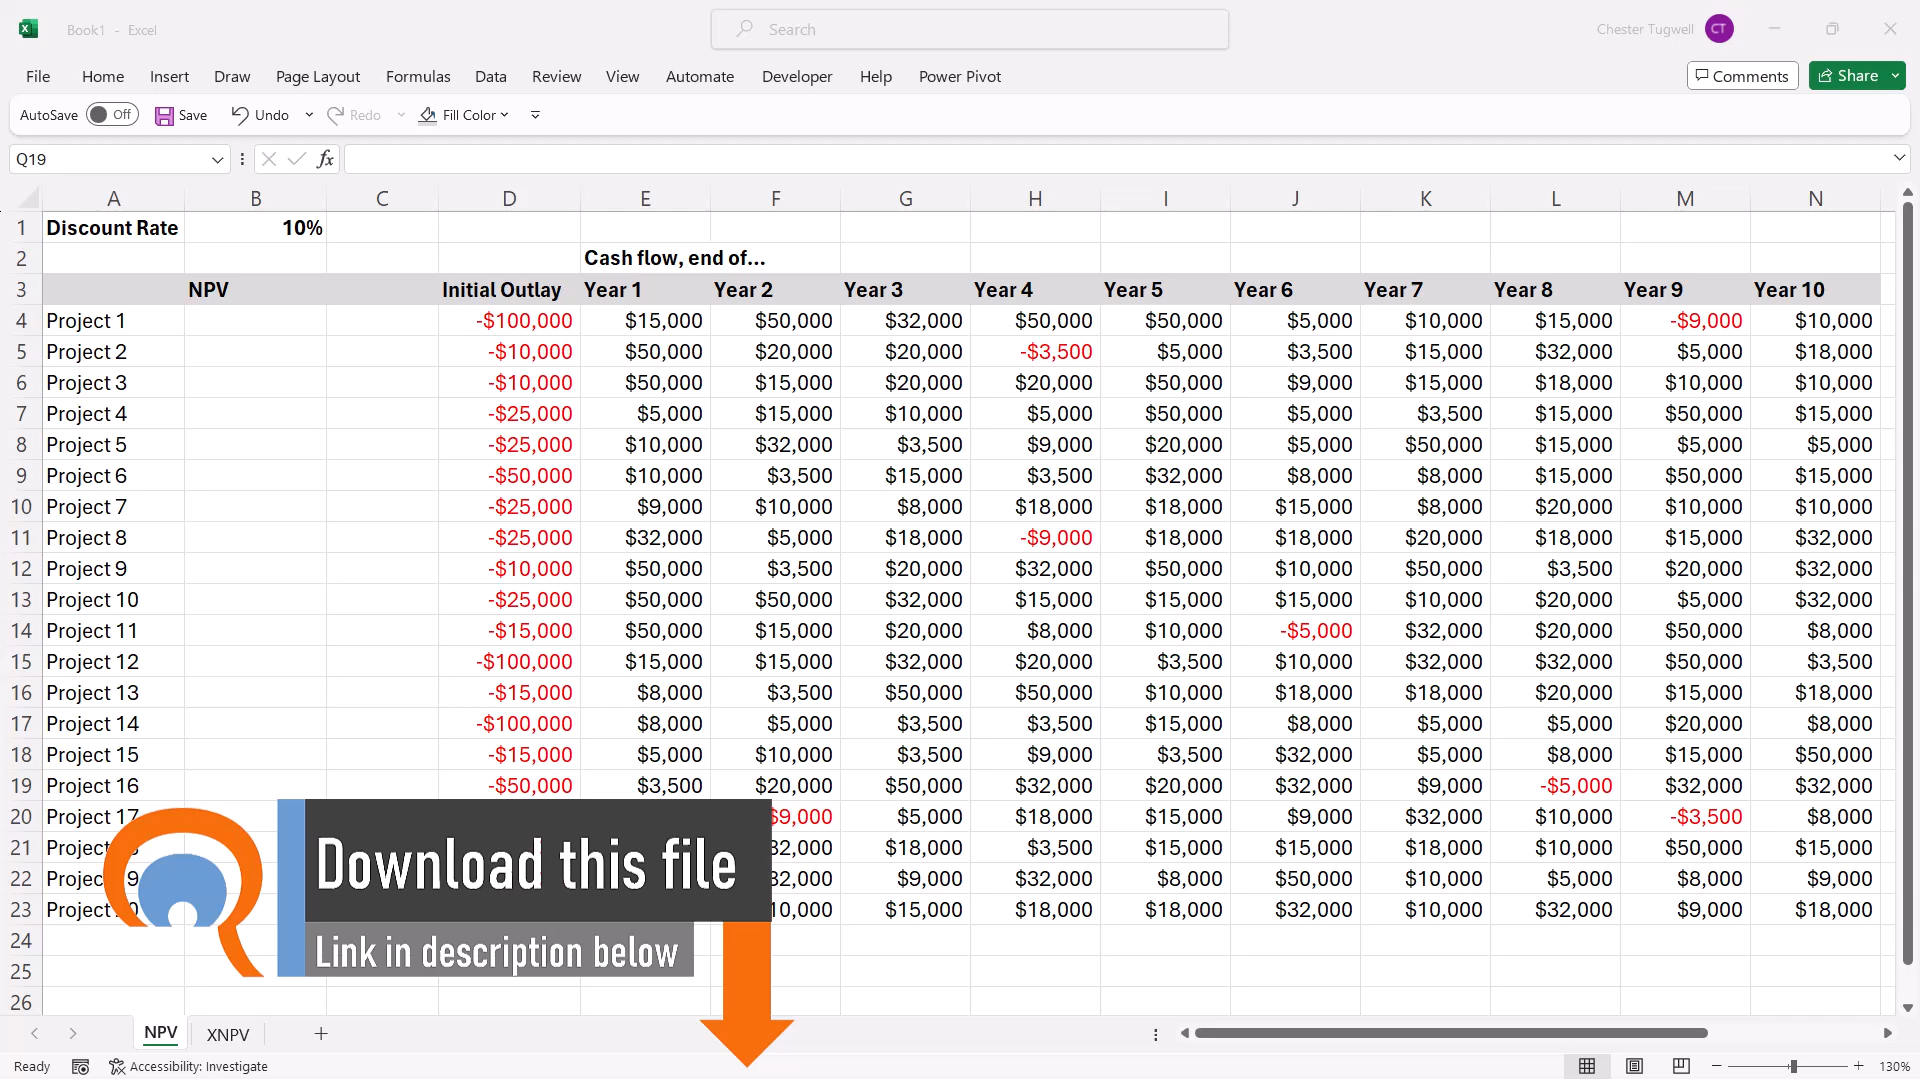 Book1 - Excel
Search
Chester Tugwell CT
File Home Insert Draw Page Layout Formulas Data Review View Automate Developer Help Power Pivot
Comments Share
AutoSave Off Save Undo Redo Fill Color
Q19 fx
A B C D E F G H I J K L M N
1 Discount Rate 10%
2 Cash flow, end of...
3 NPV Initial Outlay Year 1 Year 2 Year 3 Year 4 Year 5 Year 6 Year 7 Year 8 Year 9 Year 10
4 Project 1 -$100,000 $15,000 $50,000 $32,000 $50,000 $50,000 $5,000 $10,000 $15,000 -$9,000 $10,000
5 Project 2 -$10,000 $50,000 $20,000 $20,000 -$3,500 $5,000 $3,500 $15,000 $32,000 $5,000 $18,000
6 Project 3 -$10,000 $50,000 $15,000 $20,000 $20,000 $50,000 $9,000 $15,000 $18,000 $10,000 $10,000
7 Project 4 -$25,000 $5,000 $15,000 $10,000 $5,000 $50,000 $5,000 $3,500 $15,000 $50,000 $15,000
8 Project 5 -$25,000 $10,000 $32,000 $3,500 $9,000 $20,000 $5,000 $50,000 $15,000 $5,000 $5,000
9 Project 6 -$50,000 $10,000 $3,500 $15,000 $3,500 $32,000 $8,000 $8,000 $15,000 $50,000 $15,000
10 Project 7 -$25,000 $9,000 $10,000 $8,000 $18,000 $18,000 $15,000 $8,000 $20,000 $10,000 $10,000
11 Project 8 -$25,000 $32,000 $5,000 $18,000 -$9,000 $18,000 $18,000 $20,000 $18,000 $15,000 $32,000
12 Project 9 -$10,000 $50,000 $3,500 $20,000 $32,000 $50,000 $10,000 $50,000 $3,500 $20,000 $32,000
13 Project 10 -$25,000 $50,000 $50,000 $32,000 $15,000 $15,000 $15,000 $10,000 $20,000 $5,000 $32,000
14 Project 11 -$15,000 $50,000 $15,000 $20,000 $8,000 $10,000 -$5,000 $32,000 $20,000 $50,000 $8,000
15 Project 12 -$100,000 $15,000 $15,000 $32,000 $20,000 $3,500 $10,000 $32,000 $32,000 $50,000 $3,500
16 Project 13 -$15,000 $8,000 $3,500 $50,000 $50,000 $10,000 $18,000 $18,000 $20,000 $15,000 $18,000
17 Project 14 -$100,000 $8,000 $5,000 $3,500 $3,500 $15,000 $8,000 $5,000 $5,000 $20,000 $8,000
18 Project 15 -$15,000 $5,000 $10,000 $3,500 $9,000 $3,500 $32,000 $5,000 $8,000 $15,000 $50,000
19 Project 16 -$50,000 $3,500 $20,000 $50,000 $32,000 $20,000 $32,000 $9,000 -$5,000 $32,000 $32,000
20 Project 17 $9,000 $5,000 $18,000 $15,000 $9,000 $32,000 $10,000 -$3,500 $8,000
21 Project 32,000 $18,000 $3,500 $15,000 $15,000 $18,000 $10,000 $50,000 $15,000
22 Projec 9 32,000 $9,000 $32,000 $8,000 $50,000 $10,000 $5,000 $8,000 $9,000
23 Project 0 10,000 $15,000 $18,000 $18,000 $32,000 $10,000 $32,000 $9,000 $18,000
24
25
26
Download this file
Link in description below
NPV XNPV
Ready Accessibility: Investigate 130%